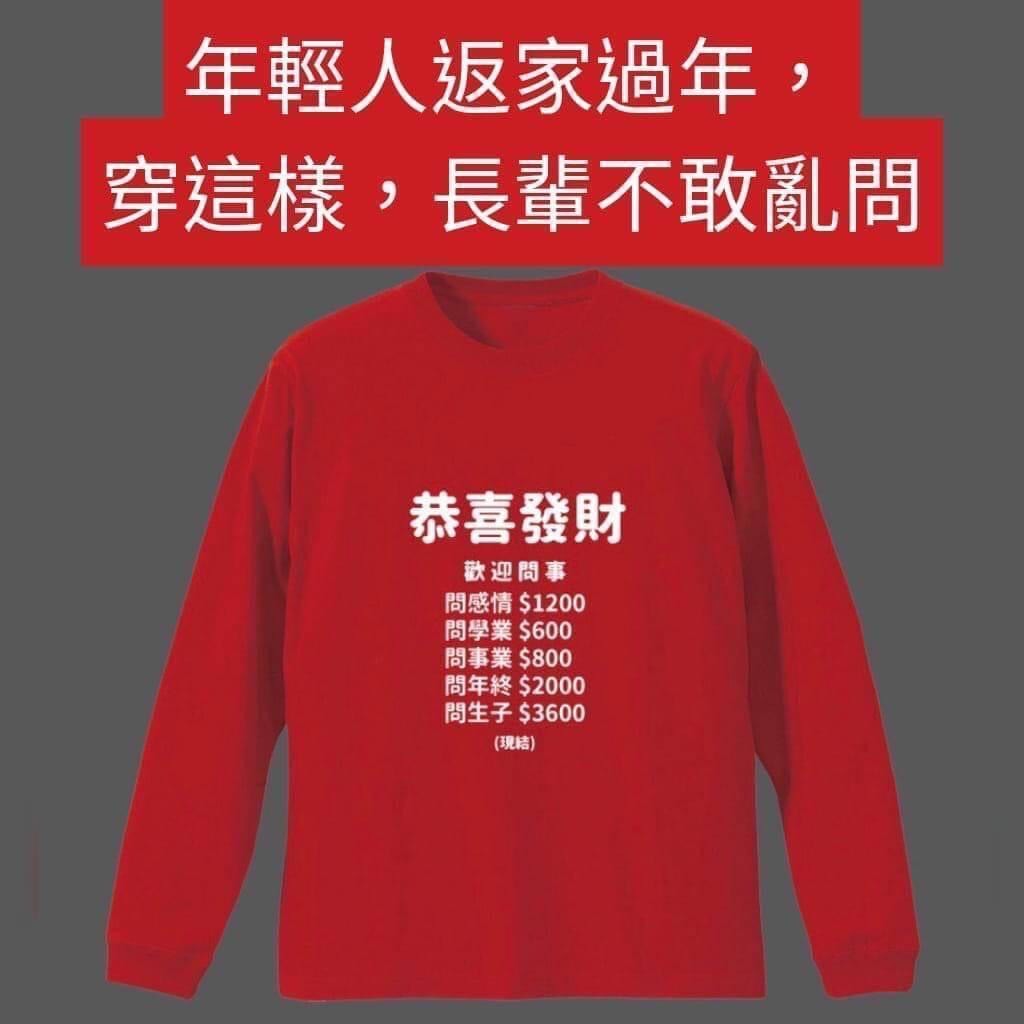 年輕人返家過年，
穿這樣，長輩不敢亂問
恭喜發財
歡迎問事
問感情 $1200
問學業 $600
問事業 $800
問年終 $2000
問生子 $3600
(現結)